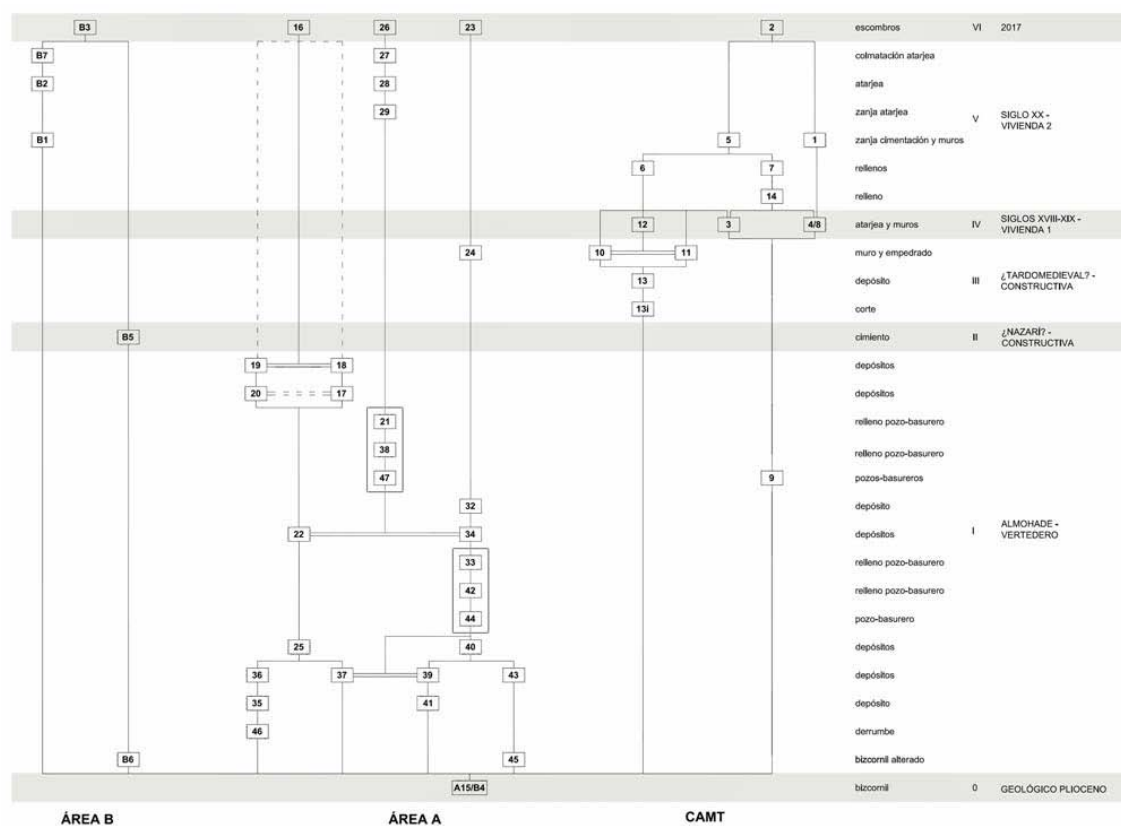 B3 16 26 23 2 escombros VI 2017
B7 27 colmatación atarjea
B2 28 atarjea
29 zanja atarjea
V SIGLO XX -
VIVIENDA 2
B1 5 1 zanja cimentación y muros
6 7 rellenos
14 relleno
12 3 4/8 atarjea y muros IV SIGLOS XVIII-XIX -
VIVIENDA 1
24 10 11 muro y empedrado
13 depósito III ¿TARDOMEDIEVAL? -
CONSTRUCTIVA
13i corte
B5 cimiento II ¿NAZARÍ? -
CONSTRUCTIVA
19 18 depósitos
20 17 depósitos
21 relleno pozo-basurero
38 relleno pozo-basurero
47 9 pozos-basureros
32 depósito
22 34 depósitos I ALMOHADE -
VERTEDERO
33 relleno pozo-basurero
42 relleno pozo-basurero
44 pozo-basurero
25 40 depósitos
36 37 39 43 depósitos
35 41 depósito
46 derrumbe
B6 45 bizcornil alterado
A15/B4 bizcornil 0 GEOLÓGICO PLIOCENO
ÁREA B ÁREA A CAMT